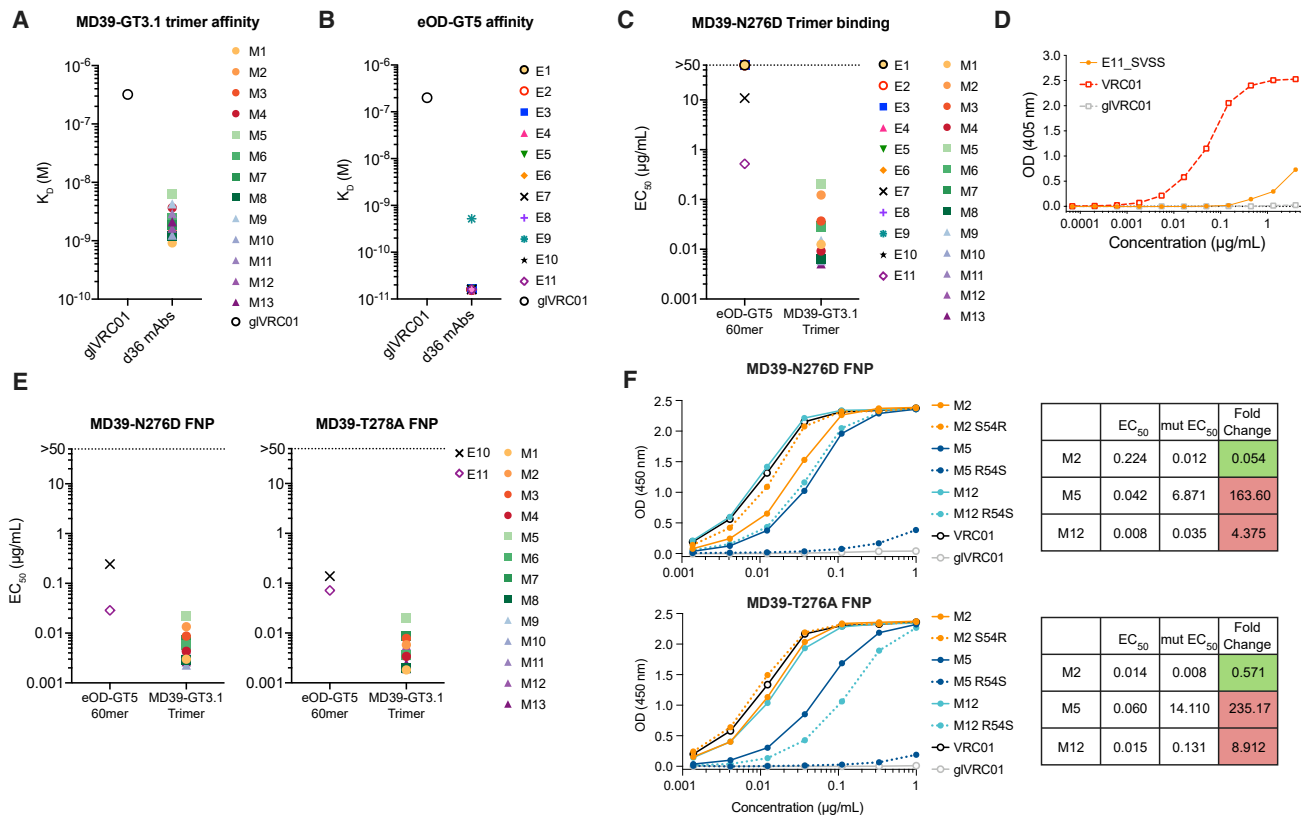 A
MD39-GT3.1 trimer affinity
K_D (M)
10⁻⁶
10⁻⁷
10⁻⁸
10⁻⁹
10⁻¹⁰
glVRC01
d36 mAbs
M1
M2
M3
M4
M5
M6
M7
M8
M9
M10
M11
M12
M13
glVRC01
B
eOD-GT5 affinity
K_D (M)
10⁻⁶
10⁻⁷
10⁻⁸
10⁻⁹
10⁻¹⁰
10⁻¹¹
glVRC01
d36 mAbs
E1
E2
E3
E4
E5
E6
E7
E8
E9
E10
E11
glVRC01
C
MD39-N276D Trimer binding
EC₅₀ (µg/mL)
>50
10
1
0.1
0.01
0.001
eOD-GT5
60mer
MD39-GT3.1
Trimer
E1
E2
E3
E4
E5
E6
E7
E8
E9
E10
E11
M1
M2
M3
M4
M5
M6
M7
M8
M9
M10
M11
M12
M13
D
OD (405 nm)
3.0
2.5
2.0
1.5
1.0
0.5
0.0
E11_SVSS
VRC01
glVRC01
0.0001 0.001 0.01 0.1 1
Concentration (µg/mL)
E
MD39-N276D FNP
EC₅₀ (µg/mL)
>50
10
1
0.1
0.01
0.001
eOD-GT5
60mer
MD39-GT3.1
Trimer
MD39-T278A FNP
>50
10
1
0.1
0.01
0.001
eOD-GT5
60mer
MD39-GT3.1
Trimer
E10
E11
M1
M2
M3
M4
M5
M6
M7
M8
M9
M10
M11
M12
M13
F
MD39-N276D FNP
OD (450 nm)
2.5
2.0
1.5
1.0
0.5
0.0
0.001 0.01 0.1 1
M2
M2 S54R
M5
M5 R54S
M12
M12 R54S
VRC01
glVRC01
EC₅₀ mut EC₅₀ Fold Change
M2 0.224 0.012 0.054
M5 0.042 6.871 163.60
M12 0.008 0.035 4.375
MD39-T276A FNP
OD (450 nm)
2.5
2.0
1.5
1.0
0.5
0.0
0.001 0.01 0.1 1
Concentration (µg/mL)
M2
M2 S54R
M5
M5 R54S
M12
M12 R54S
VRC01
glVRC01
EC₅₀ mut EC₅₀ Fold Change
M2 0.014 0.008 0.571
M5 0.060 14.110 235.17
M12 0.015 0.131 8.912